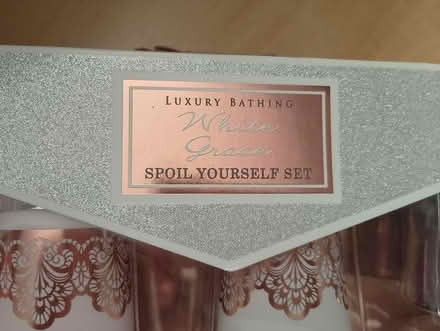 LUXURY BATHING
White
Grace
SPOIL YOURSELF SET